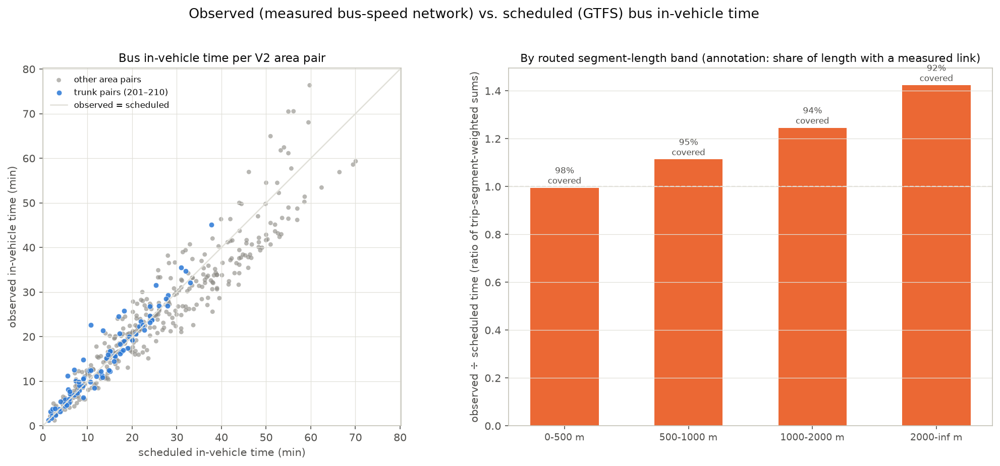 Observed (measured bus-speed network) vs. scheduled (GTFS) bus in-vehicle time
Bus in-vehicle time per V2 area pair
observed in-vehicle time (min)
80
70
60
50
40
30
20
10
0
other area pairs
trunk pairs (201–210)
observed = scheduled
0 10 20 30 40 50 60 70 80
scheduled in-vehicle time (min)
By routed segment-length band (annotation: share of length with a measured link)
observed ÷ scheduled time (ratio of trip-segment-weighted sums)
1.4
1.2
1.0
0.8
0.6
0.4
0.2
0.0
98%
covered
95%
covered
94%
covered
92%
covered
0-500 m 500-1000 m 1000-2000 m 2000-inf m